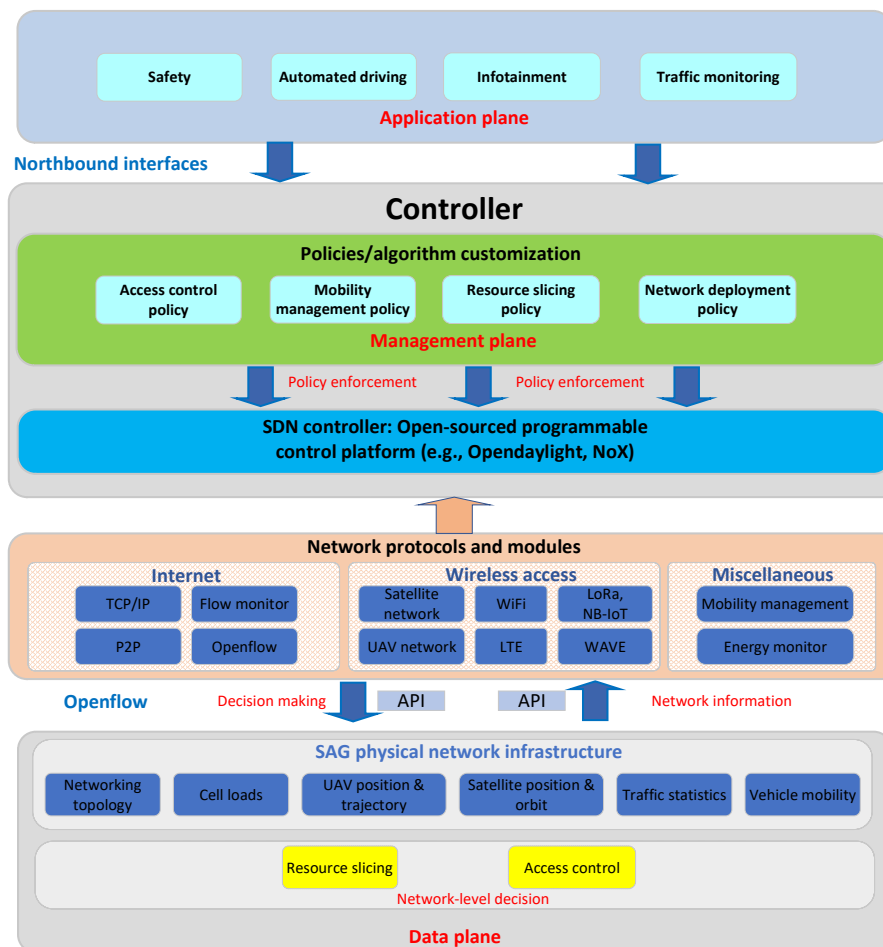 Safety
Automated driving
Infotainment
Traffic monitoring
Application plane
Northbound interfaces
Controller
Policies/algorithm customization
Access control
policy
Mobility
management policy
Resource slicing
policy
Network deployment
policy
Management plane
Policy enforcement
Policy enforcement
SDN controller: Open-sourced programmable
control platform (e.g., Opendaylight, NoX)
Network protocols and modules
Internet
TCP/IP
Flow monitor
P2P
Openflow
Wireless access
Satellite
network
WiFi
LoRa,
NB-IoT
UAV network
LTE
WAVE
Miscellaneous
Mobility management
Energy monitor
Openflow
Decision making
API
API
Network information
SAG physical network infrastructure
Networking
topology
Cell loads
UAV position &
trajectory
Satellite position &
orbit
Traffic statistics
Vehicle mobility
Resource slicing
Access control
Network-level decision
Data plane